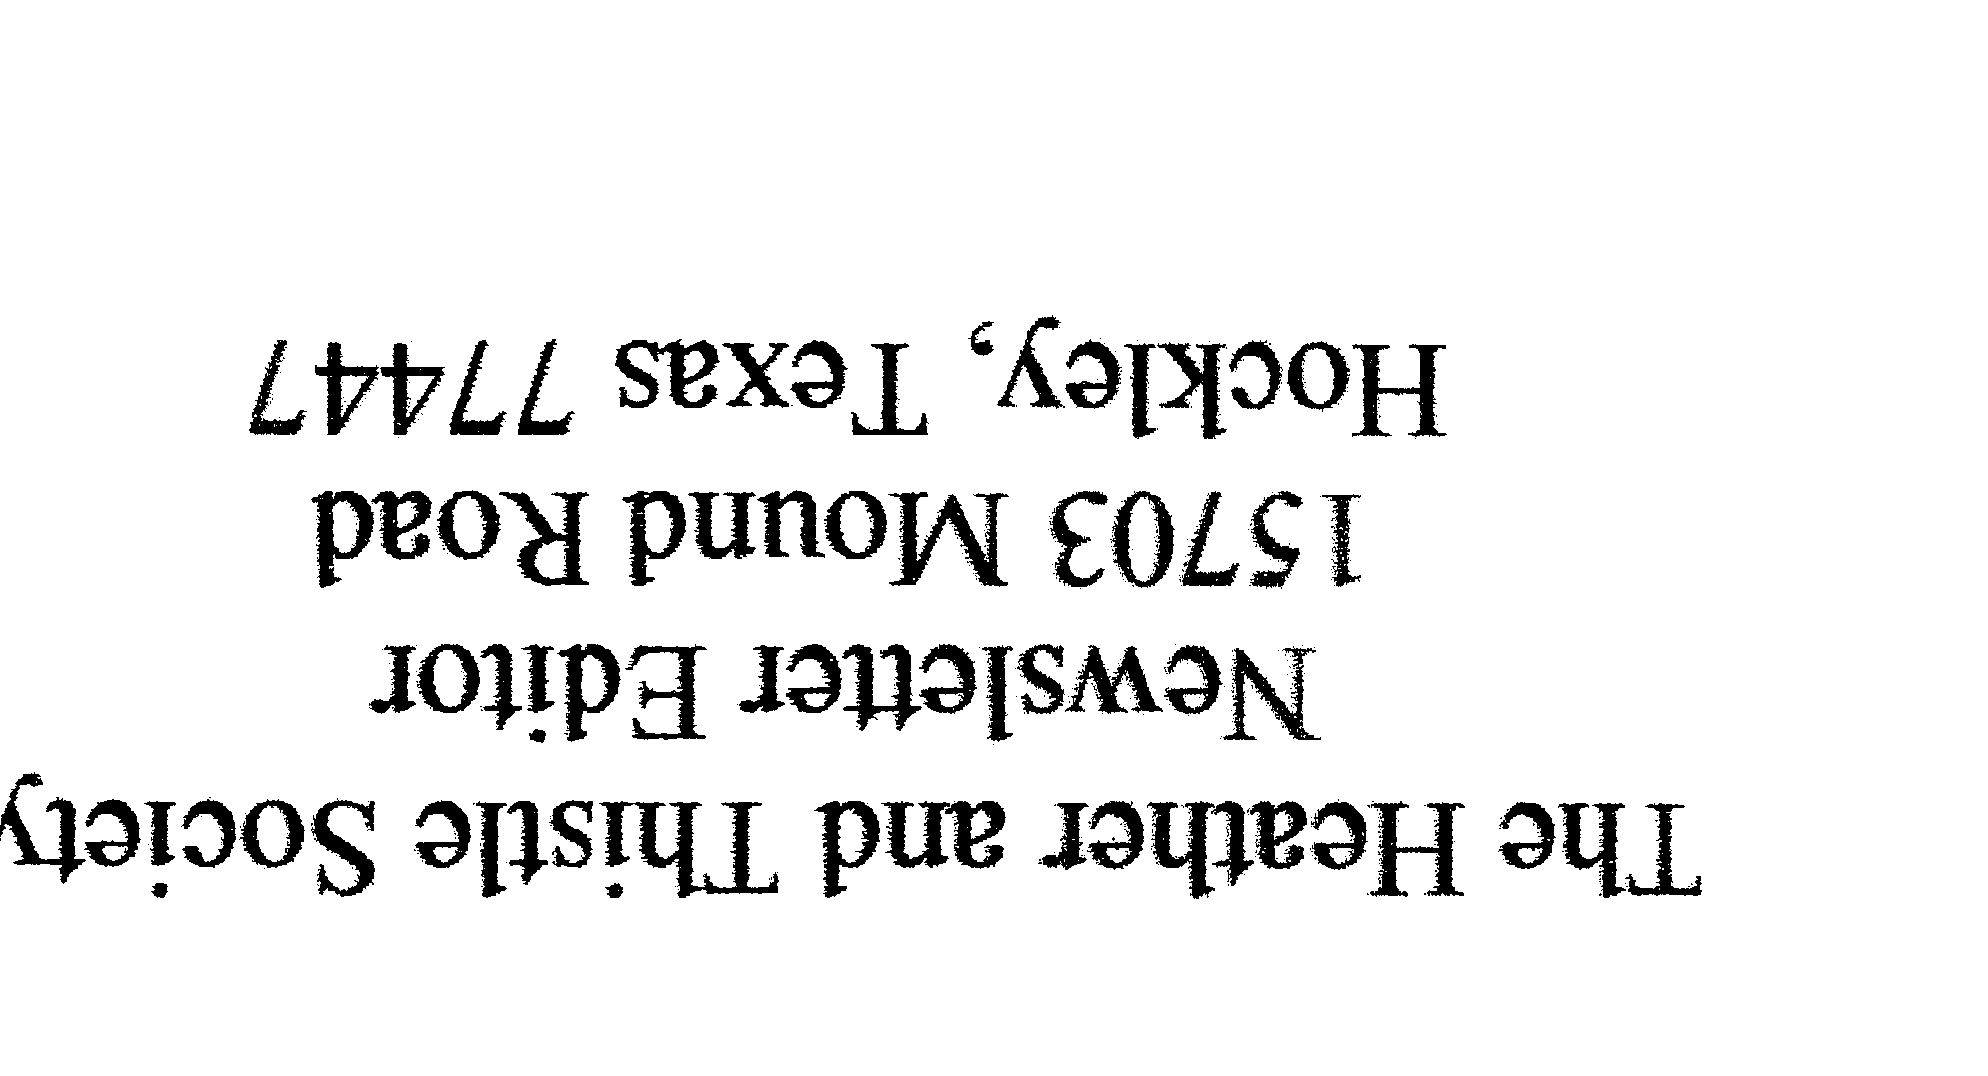 The Heather and Thistle Society
Newsletter Editor
15703 Mound Road
Hockley, Texas 77447